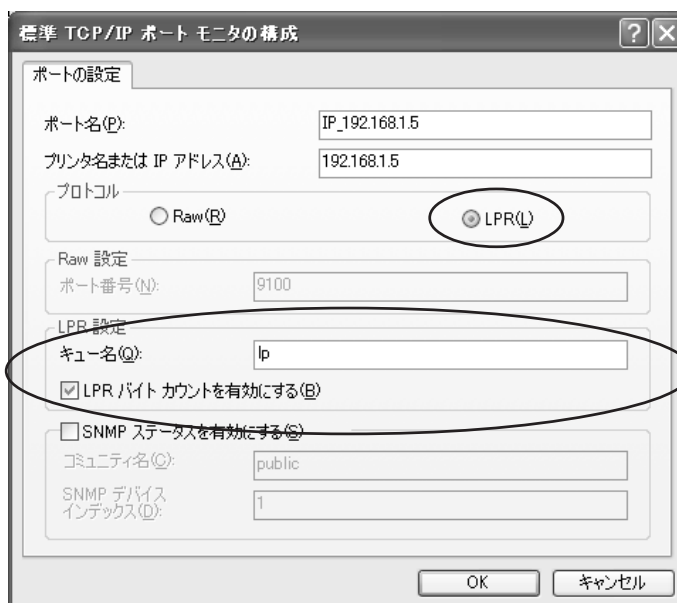 標準 TCP/IP ポート モニタの構成
ポートの設定
ポート名(P): IP_192.168.1.5
プリンタ名または IP アドレス(A): 192.168.1.5
プロトコル
Raw(R) LPR(L)
Raw 設定
ポート番号(N): 9100
LPR 設定
キュー名(Q): lp
LPR バイト カウントを有効にする(B)
SNMP ステータスを有効にする(S)
コミュニティ名(C): public
SNMP デバイス
インデックス(D): 1
OK キャンセル